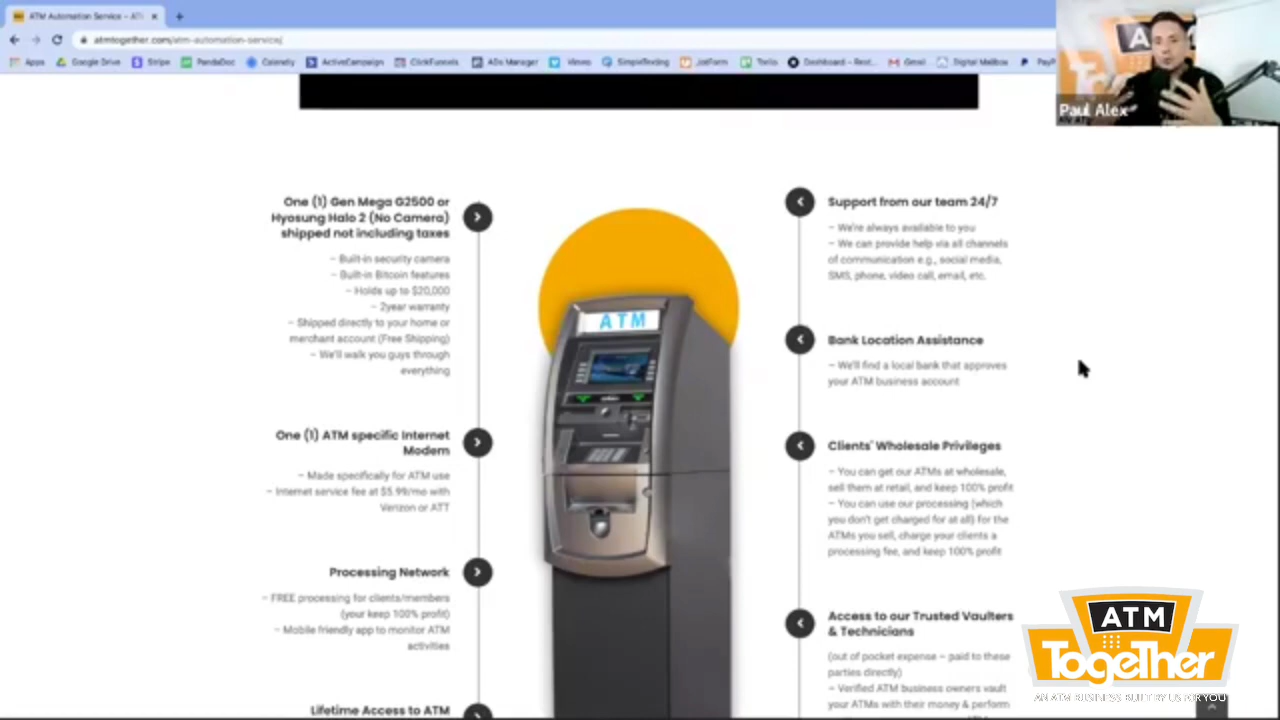 ATM Automation Service – ATM
atmtogether.com/atm-automation-service/
Apps
Google Drive
Stripe
PandaDoc
Calendly
ActiveCampaign
ClickFunnels
ADs Manager
Vimeo
SimpleTexting
JotForm
Trello
Dashboard –
Gmail
Digital Mailbox
PayP
Paul Alex
One (1) Gen Mega G2500 or
Hyosung Halo 2 (No Camera)
shipped not including taxes
– Built-in security camera
– Built-in Bitcoin features
– Holds up to $20,000
– 2year warranty
– Shipped directly to your home or
merchant account (Free Shipping)
– We'll walk you guys through
everything
One (1) ATM specific Internet
Modem
– Made specifically for ATM use
– Internet service fee at $5.99/mo with
Verizon or ATT
Processing Network
– FREE processing for clients/members
(your keep 100% profit)
– Mobile friendly app to monitor ATM
activities
Lifetime Access to ATM
ATM
Support from our team 24/7
– We're always available to you
– We can provide help via all channels
of communication e.g., social media,
SMS, phone, video call, email, etc.
Bank Location Assistance
– We'll find a local bank that approves
your ATM business account
Clients' Wholesale Privileges
– You can get our ATMs at wholesale,
sell them at retail, and keep 100% profit
– You can use our processing (which
you don't get charged for at all) for the
ATMs you sell, charge your clients a
processing fee, and keep 100% profit
Access to our Trusted Vaulters
& Technicians
(out of pocket expense – paid to these
parties directly)
– Verified ATM business owners vault
your ATMs with their money & perform
ATM
TogeTher
AN ATM BUSINESS BUILT BY US FOR YOU